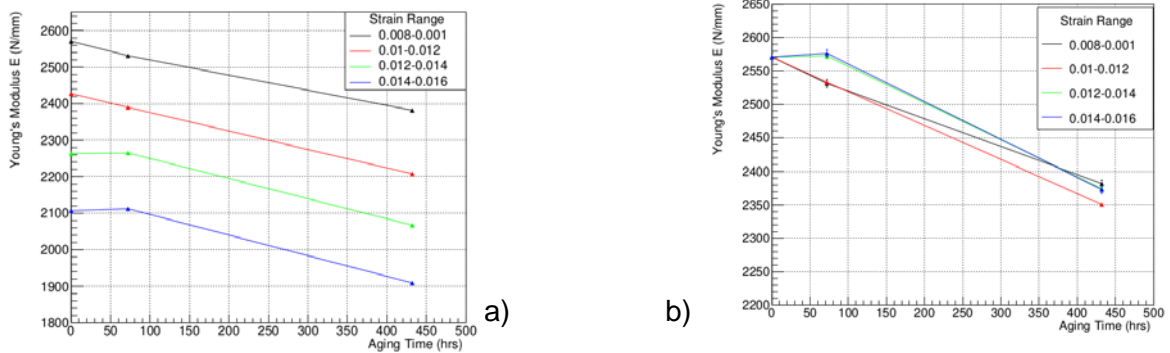 Young's Modulus E (N/mm)
2600
2500
2400
2300
2200
2100
2000
1900
1800
0 50 100 150 200 250 300 350 400 450 500
Aging Time (hrs)
Strain Range
0.008-0.001
0.01-0.012
0.012-0.014
0.014-0.016
a)
b)
Young's Modulus E (N/mm)
2650
2600
2550
2500
2450
2400
2350
2300
2250
2200
0 50 100 150 200 250 300 350 400 450 500
Aging Time (hrs)
Strain Range
0.008-0.001
0.01-0.012
0.012-0.014
0.014-0.016